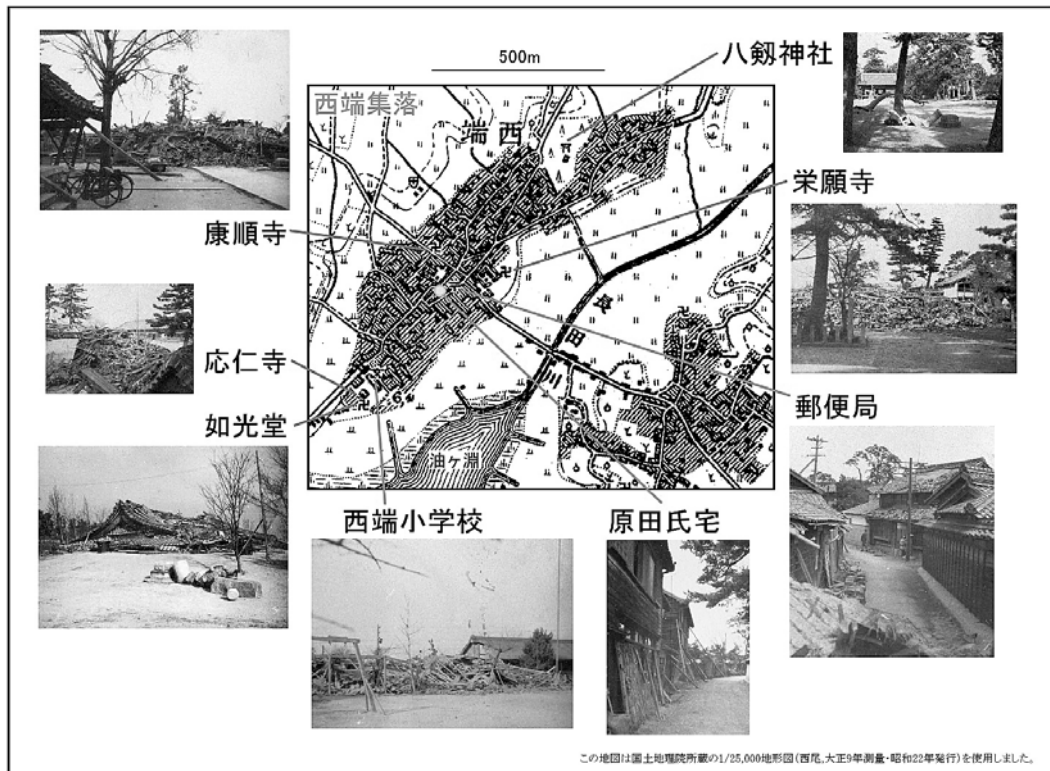 500m
八剱神社
西端集落
西端
栄願寺
康順寺
長田川
応仁寺
郵便局
如光堂
油ヶ淵
西端小学校
原田氏宅
この地図は国土地理院所蔵の1/25,000地形図(西尾,大正9年測量・昭和22年発行)を使用しました。